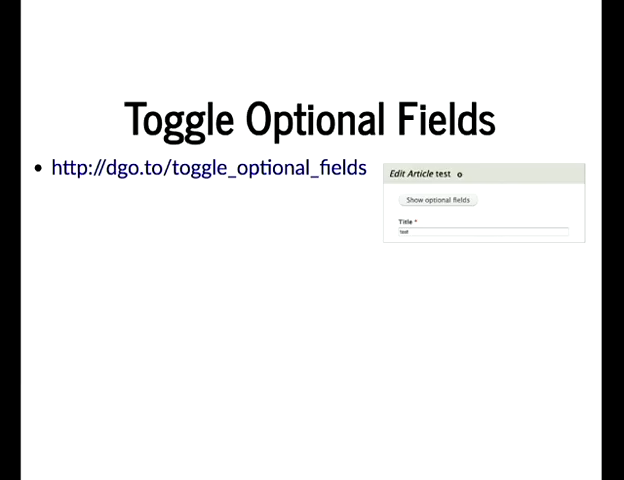 Toggle Optional Fields
• http://dgo.to/toggle_optional_fields
Edit Article test
Show optional fields
Title *
test